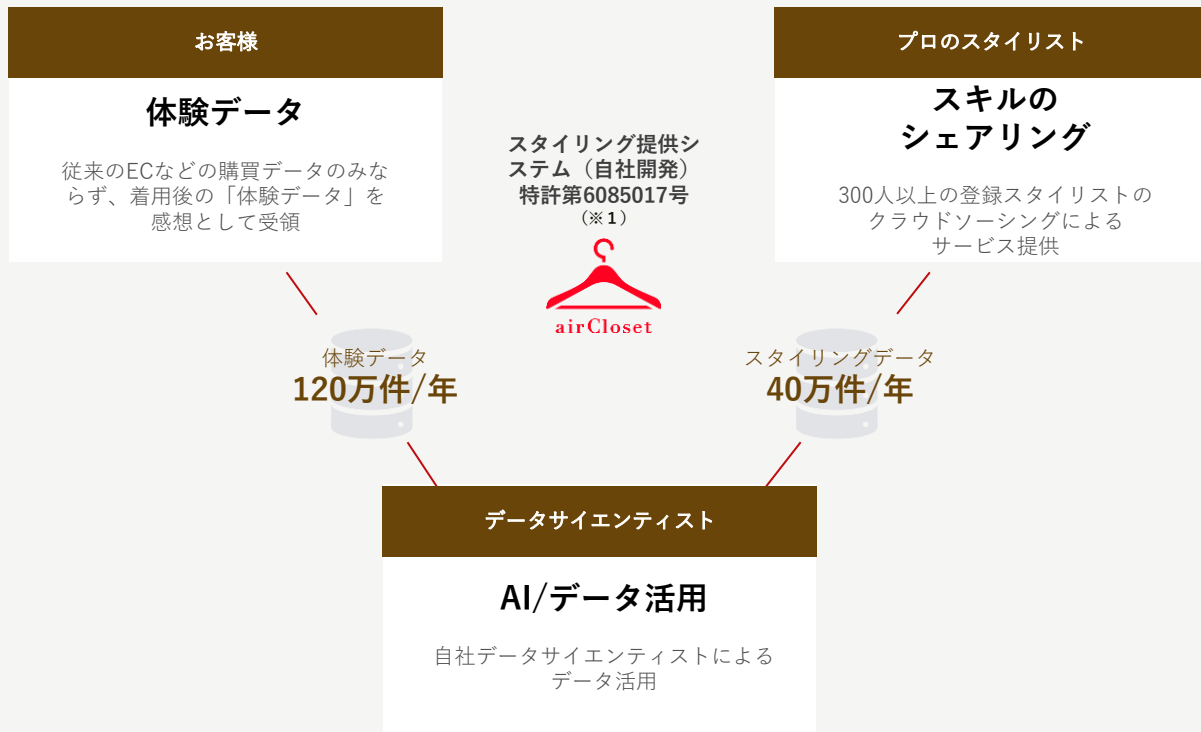 お客様
体験データ
従来のECなどの購買データのみな
らず、着用後の「体験データ」を
感想として受領
スタイリング提供シ
ステム（自社開発）
特許第6085017号
（※１）
airCloset
プロのスタイリスト
スキルの
シェアリング
300人以上の登録スタイリストの
クラウドソーシングによる
サービス提供
体験データ
120万件/年
スタイリングデータ
40万件/年
データサイエンティスト
AI/データ活用
自社データサイエンティストによる
データ活用